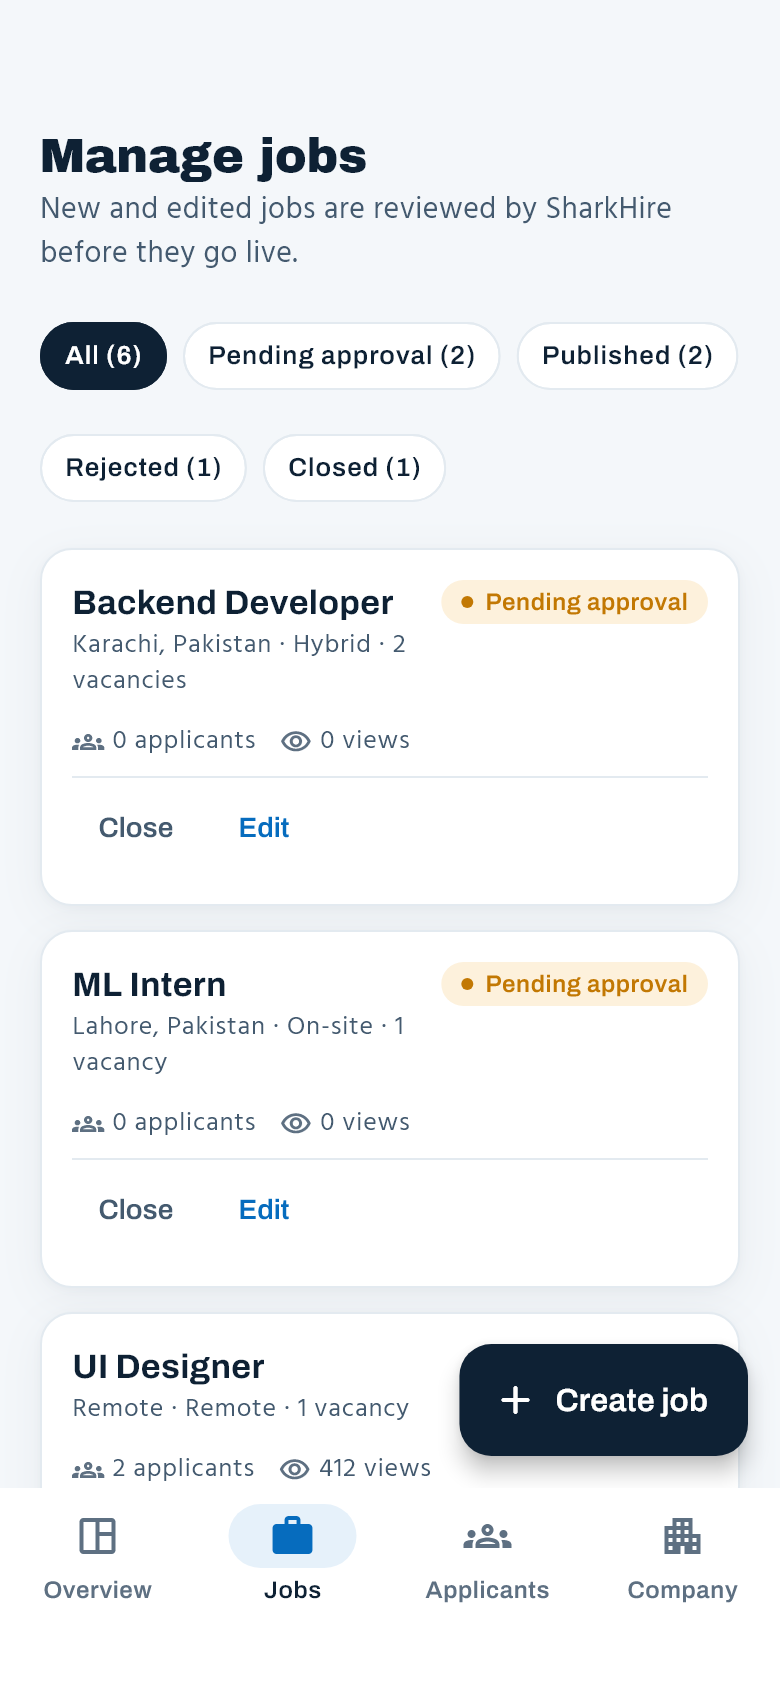 Manage jobs
New and edited jobs are reviewed by SharkHire
before they go live.
All (6)
Pending approval (2)
Published (2)
Rejected (1)
Closed (1)
Backend Developer
Pending approval
Karachi, Pakistan · Hybrid · 2
vacancies
0 applicants
0 views
Close
Edit
ML Intern
Pending approval
Lahore, Pakistan · On-site · 1
vacancy
0 applicants
0 views
Close
Edit
UI Designer
Remote · Remote · 1 vacancy
2 applicants
412 views
Create job
Overview
Jobs
Applicants
Company